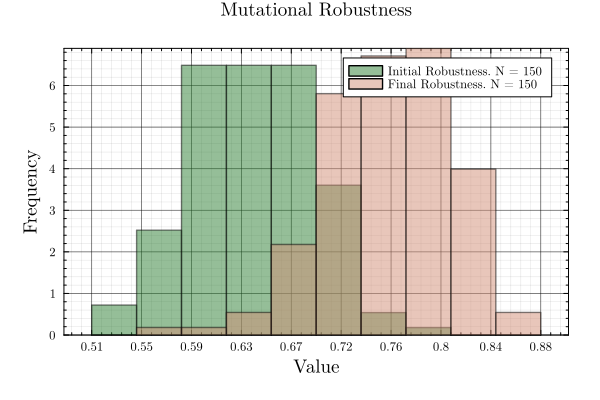 Mutational Robustness
Initial Robustness. N = 150
Final Robustness. N = 150
Frequency
6
5
4
3
2
1
0
0.51 0.55 0.59 0.63 0.67 0.72 0.76 0.8 0.84 0.88
Value